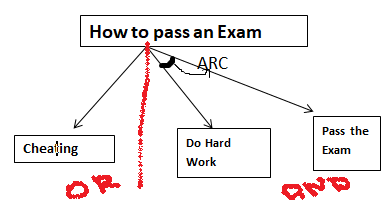 How to pass an Exam
ARC
Cheating
Do Hard
Work
Pass the
Exam
OR
AND